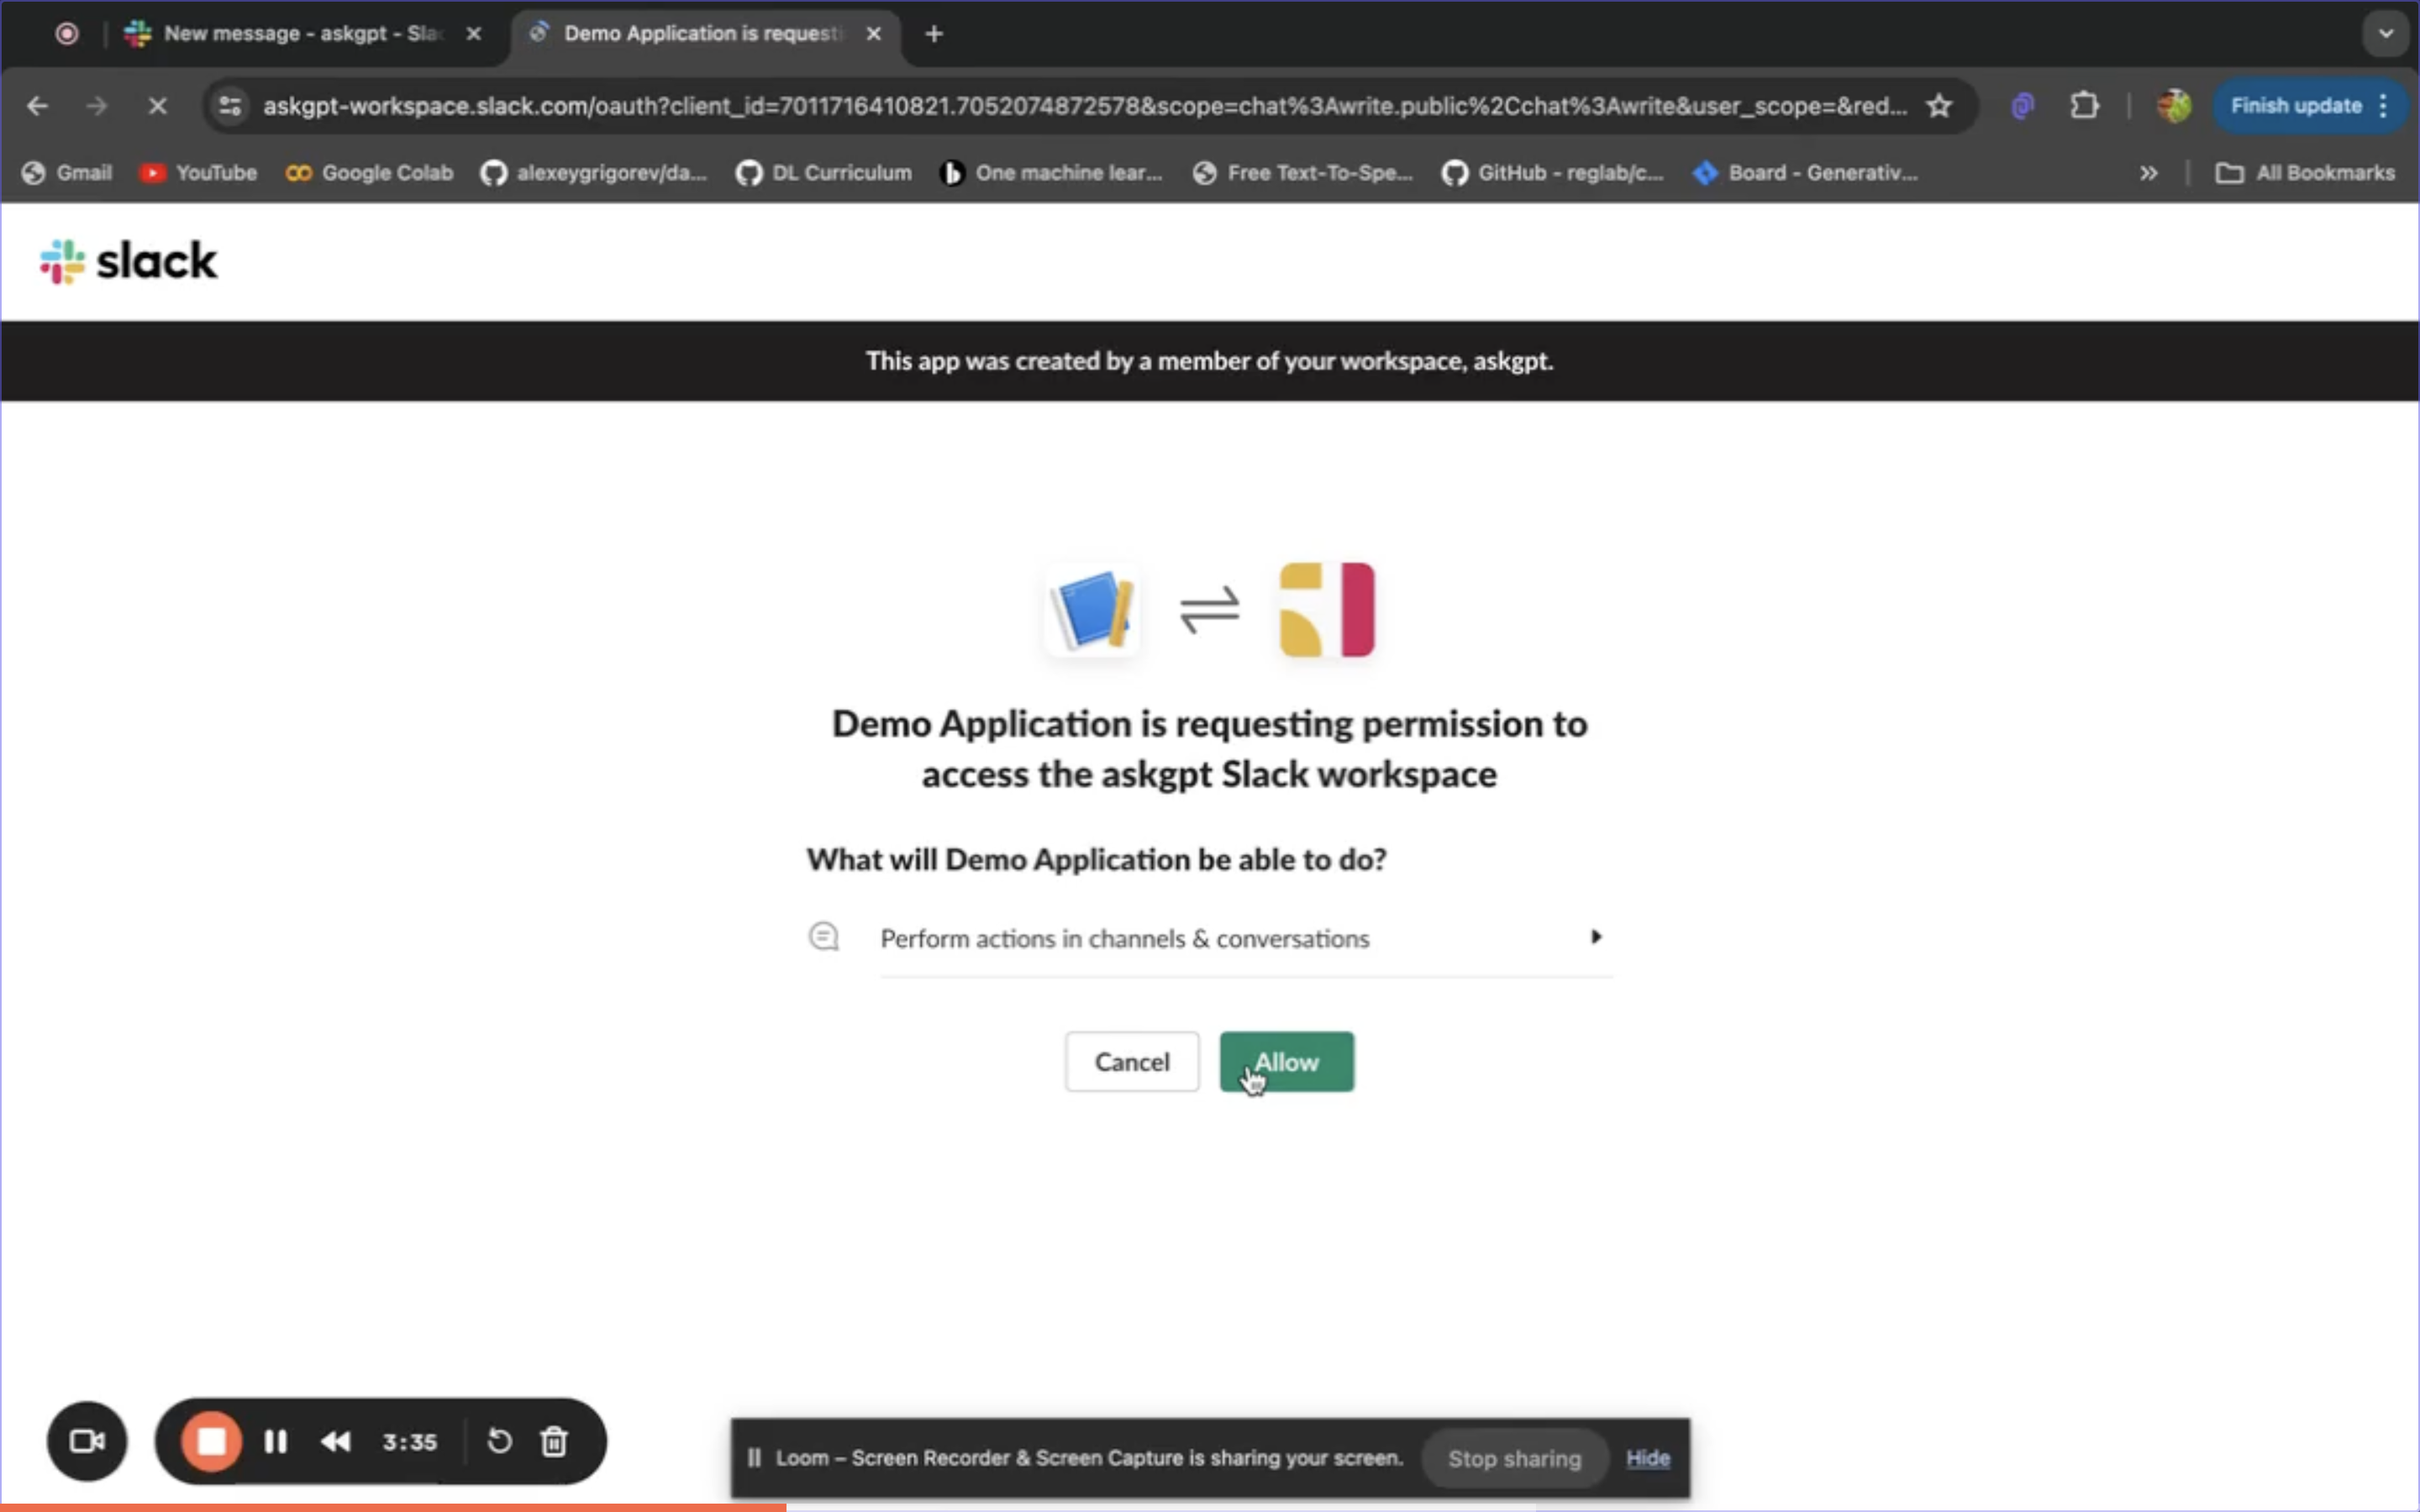 New message - askgpt - Sla
Demo Application is requesti
askgpt-workspace.slack.com/oauth?client_id=7011716410821.7052074872578&scope=chat%3Awrite.public%2Cchat%3Awrite&user_scope=&red...
Finish update
Gmail
YouTube
Google Colab
alexeygrigorev/da...
DL Curriculum
One machine lear...
Free Text-To-Spe...
GitHub - reglab/c...
Board - Generativ...
All Bookmarks
slack
This app was created by a member of your workspace, askgpt.
Demo Application is requesting permission to
access the askgpt Slack workspace
What will Demo Application be able to do?
Perform actions in channels & conversations
Cancel
Allow
3:35
Loom – Screen Recorder & Screen Capture is sharing your screen.
Stop sharing
Hide